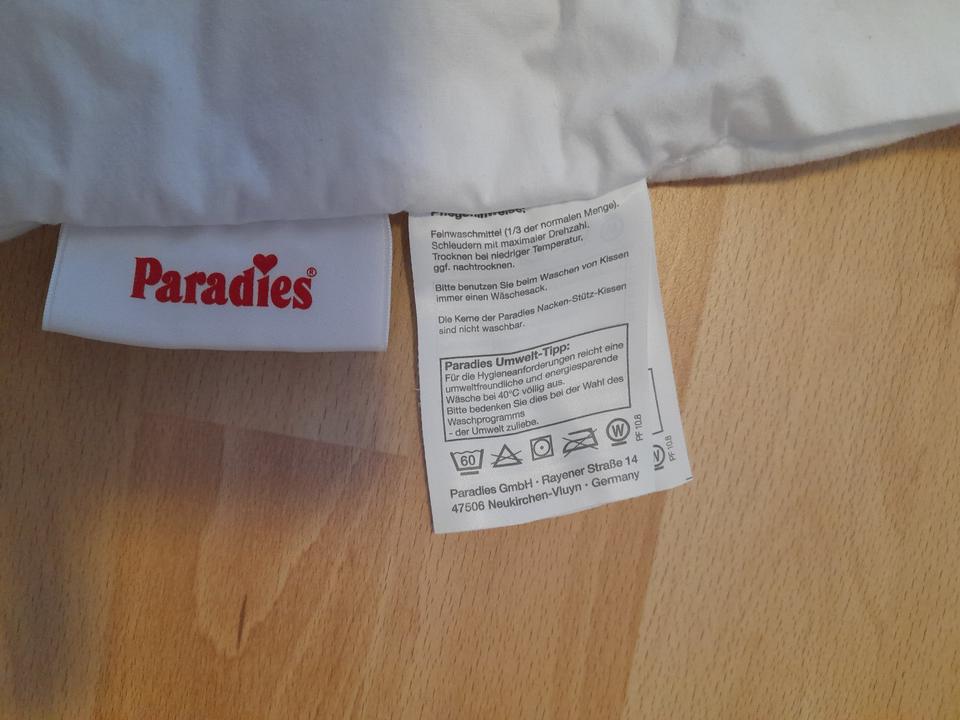 Paradies®
Pflegehinweise:
Feinwaschmittel (1/3 der normalen Menge).
Schleudern mit maximaler Drehzahl.
Trocknen bei niedriger Temperatur,
ggf. nachtrocknen.
Bitte benutzen Sie beim Waschen von Kissen
immer einen Wäschesack.
Die Kerne der Paradies Nacken-Stütz-Kissen
sind nicht waschbar.
Paradies Umwelt-Tipp:
Für die Hygieneanforderungen reicht eine
umweltfreundliche und energiesparende
Wäsche bei 40°C völlig aus.
Bitte bedenken Sie dies bei der Wahl des
Waschprogramms
- der Umwelt zuliebe.
60 W PF 10.8
Paradies GmbH · Rayener Straße 14
47506 Neukirchen-Vluyn · Germany
W PF 10.8